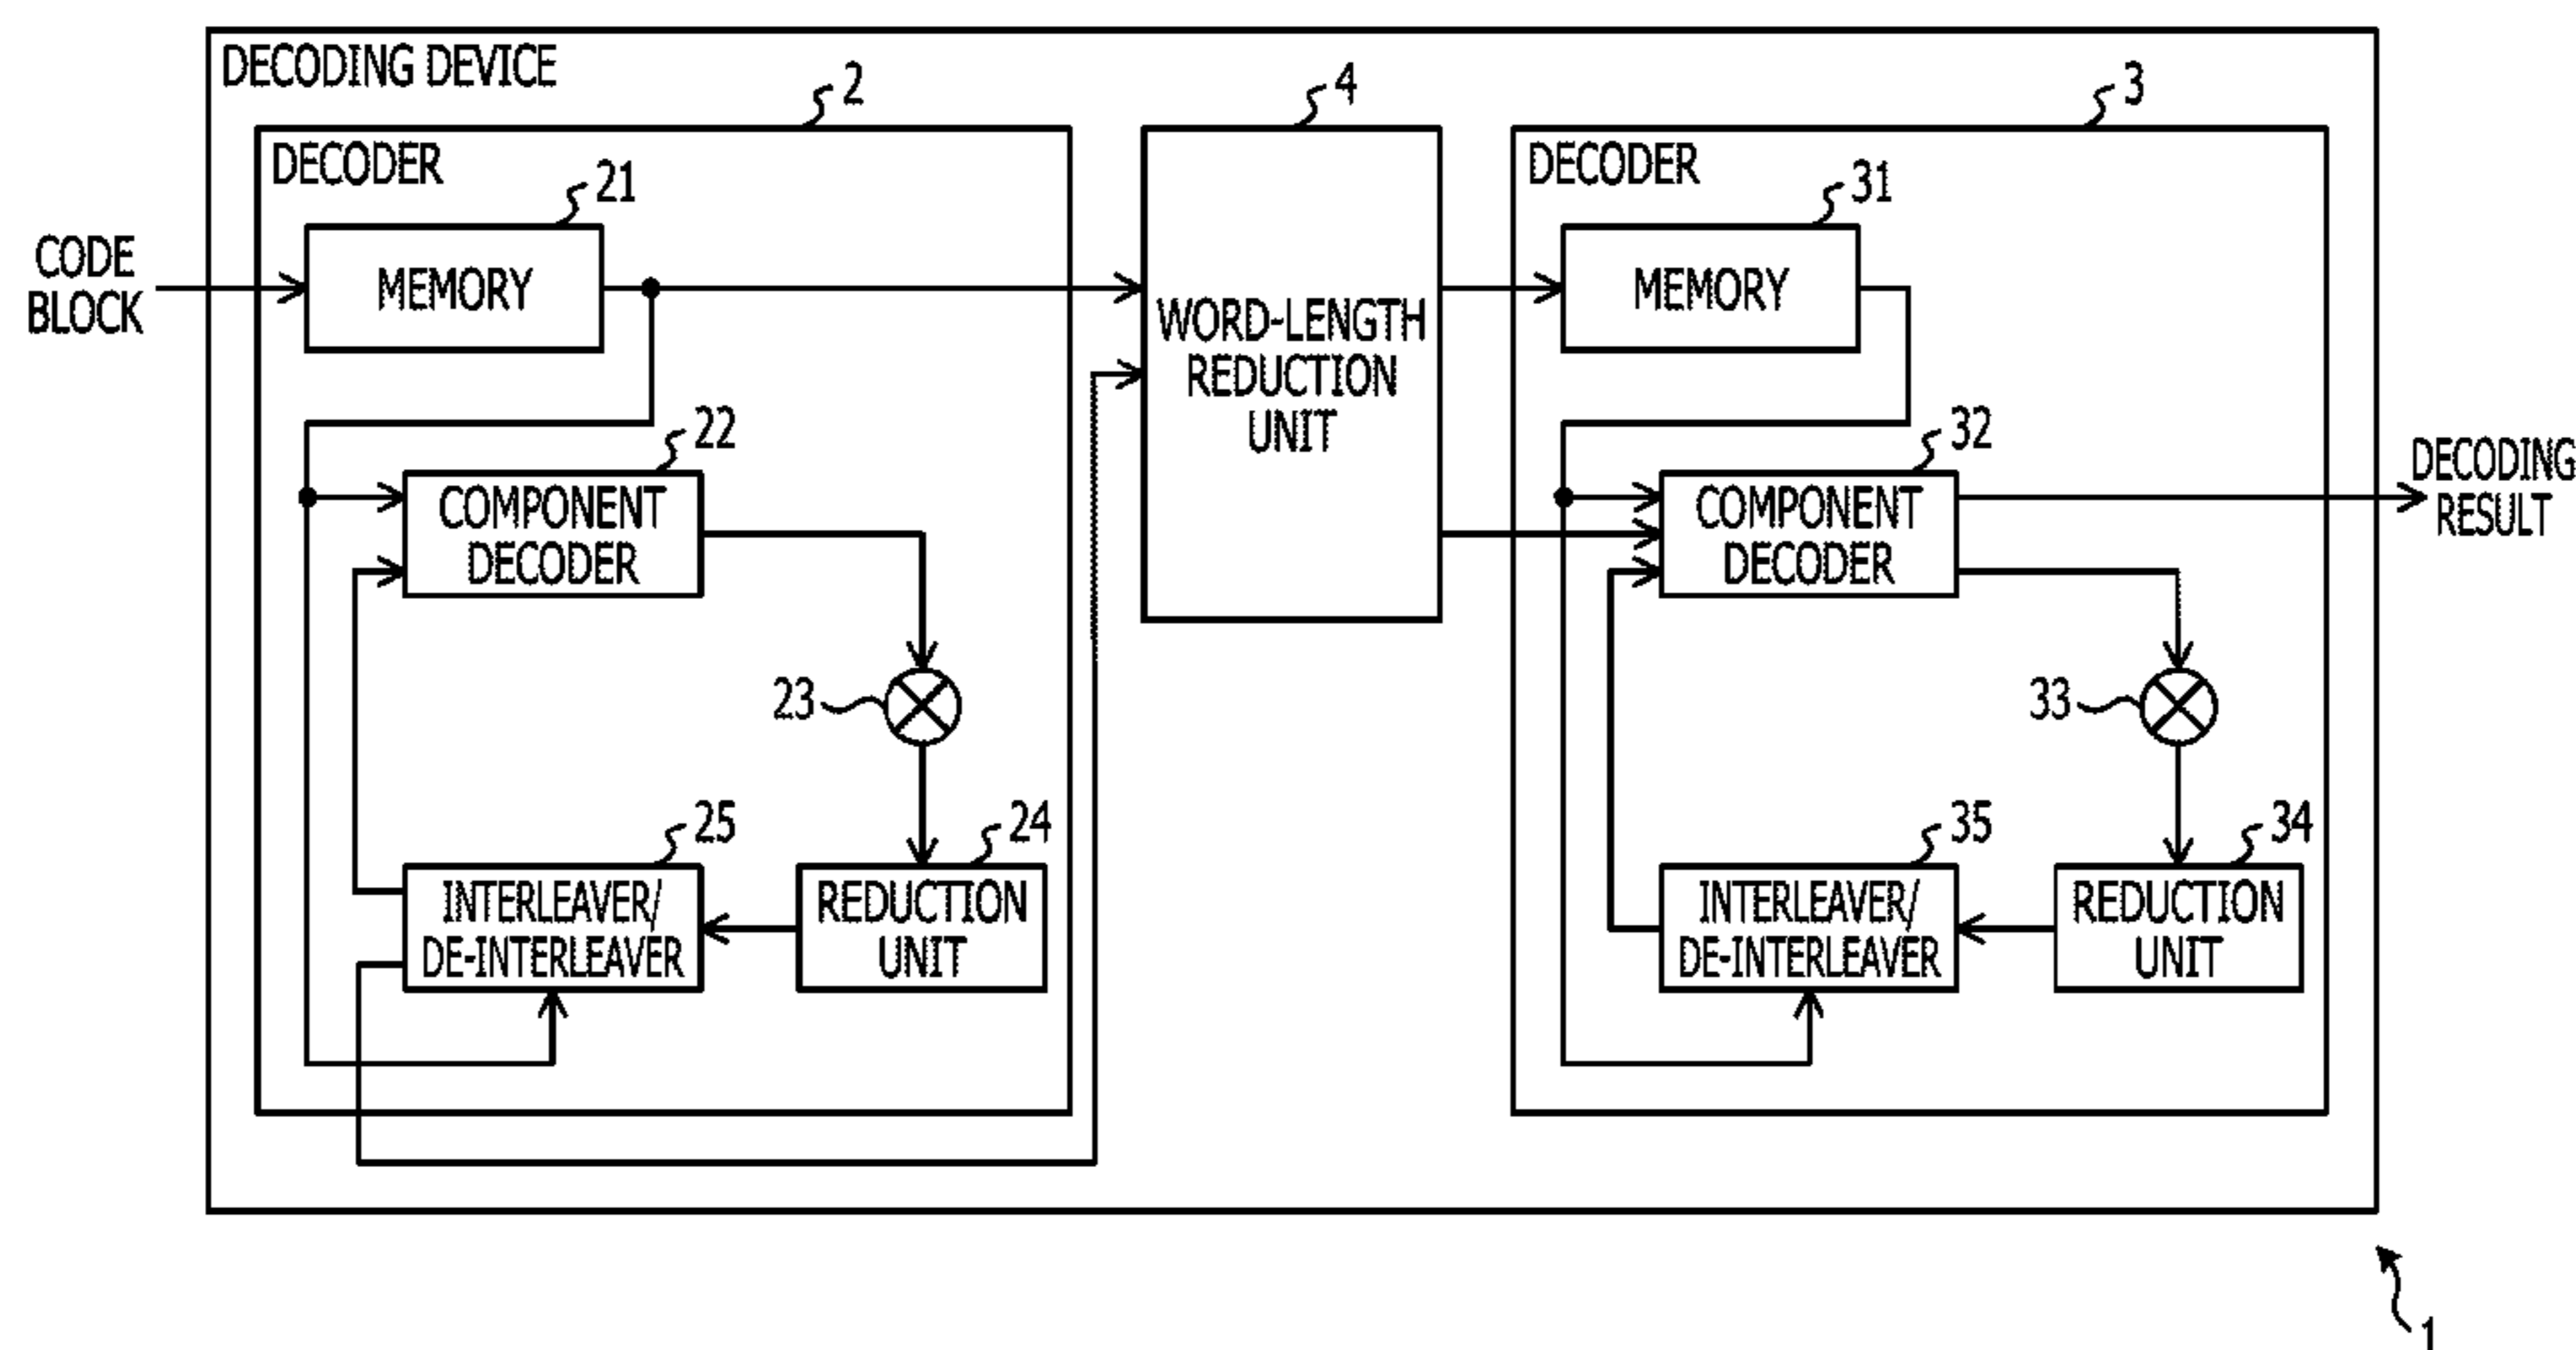 DECODING DEVICE
2
4
3
DECODER
DECODER
21
31
CODE
BLOCK
MEMORY
MEMORY
WORD-LENGTH
REDUCTION
UNIT
22
32
COMPONENT
DECODER
COMPONENT
DECODER
DECODING
RESULT
23
33
25
24
35
34
INTERLEAVER/
DE-INTERLEAVER
REDUCTION
UNIT
INTERLEAVER/
DE-INTERLEAVER
REDUCTION
UNIT
1